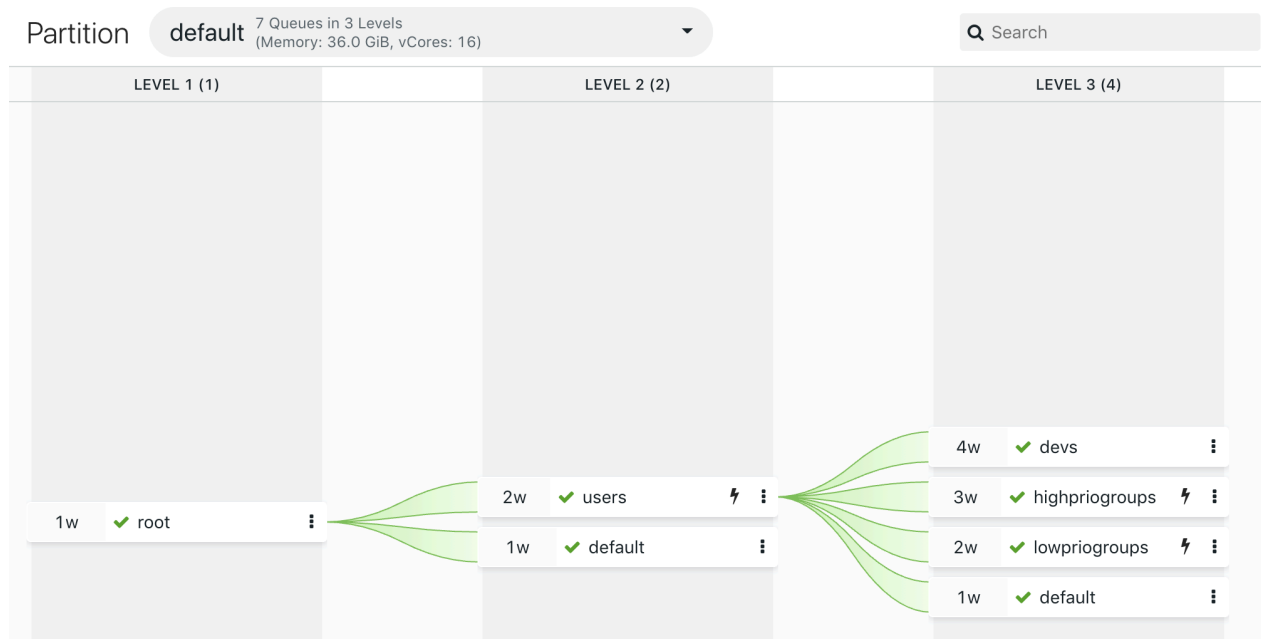 Partition
default
7 Queues in 3 Levels
(Memory: 36.0 GiB, vCores: 16)
Search
LEVEL 1 (1)
LEVEL 2 (2)
LEVEL 3 (4)
1w root
2w users
1w default
4w devs
3w highpriogroups
2w lowpriogroups
1w default